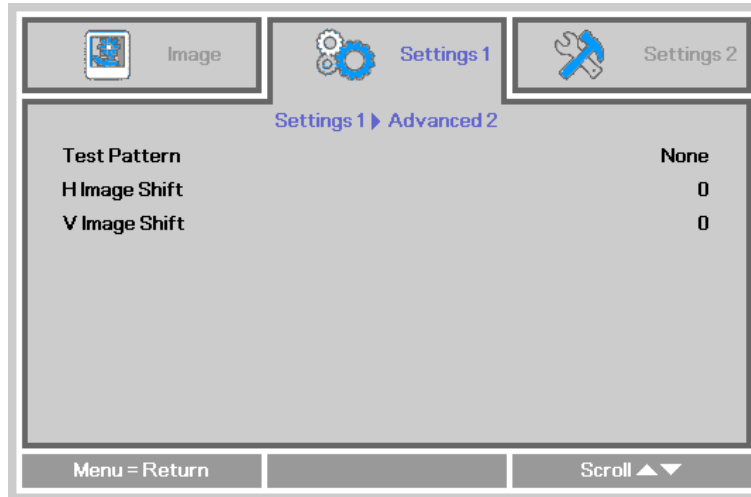 Image Settings 1 Settings 2
Settings 1 ▶ Advanced 2
Test Pattern None
H Image Shift 0
V Image Shift 0
Menu = Return Scroll ▲▼